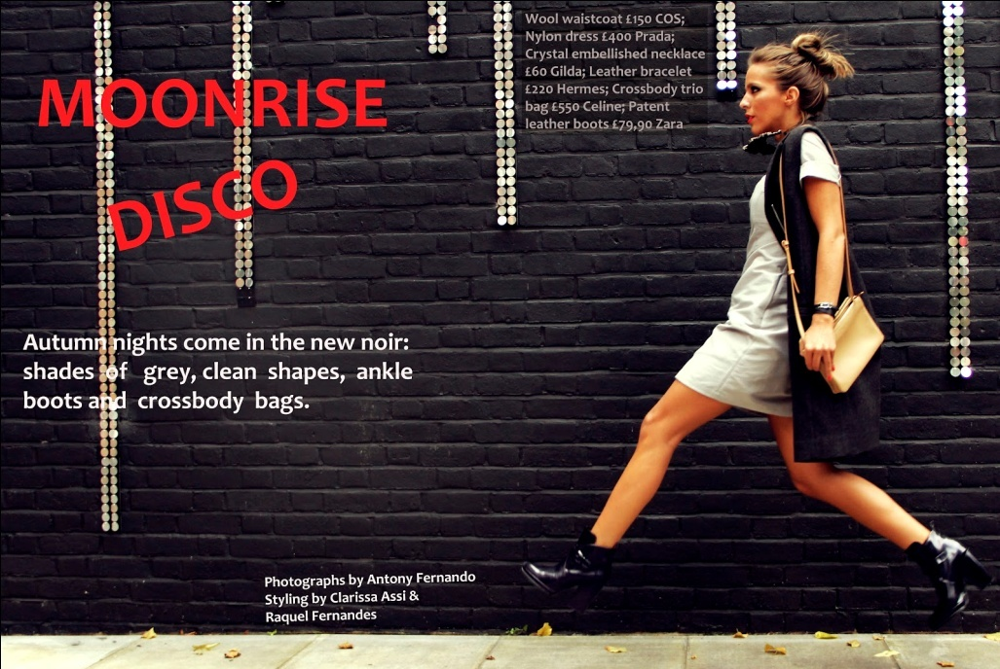 Wool waistcoat £150 COS;
Nylon dress £400 Prada;
Crystal embellished necklace
£60 Gilda; Leather bracelet
£220 Hermes; Crossbody trio
bag £550 Celine; Patent
leather boots £79,90 Zara
MOONRISE
DISCO
Autumn nights come in the new noir:
shades of grey, clean shapes, ankle
boots and crossbody bags.
Photographs by Antony Fernando
Styling by Clarissa Assi &
Raquel Fernandes